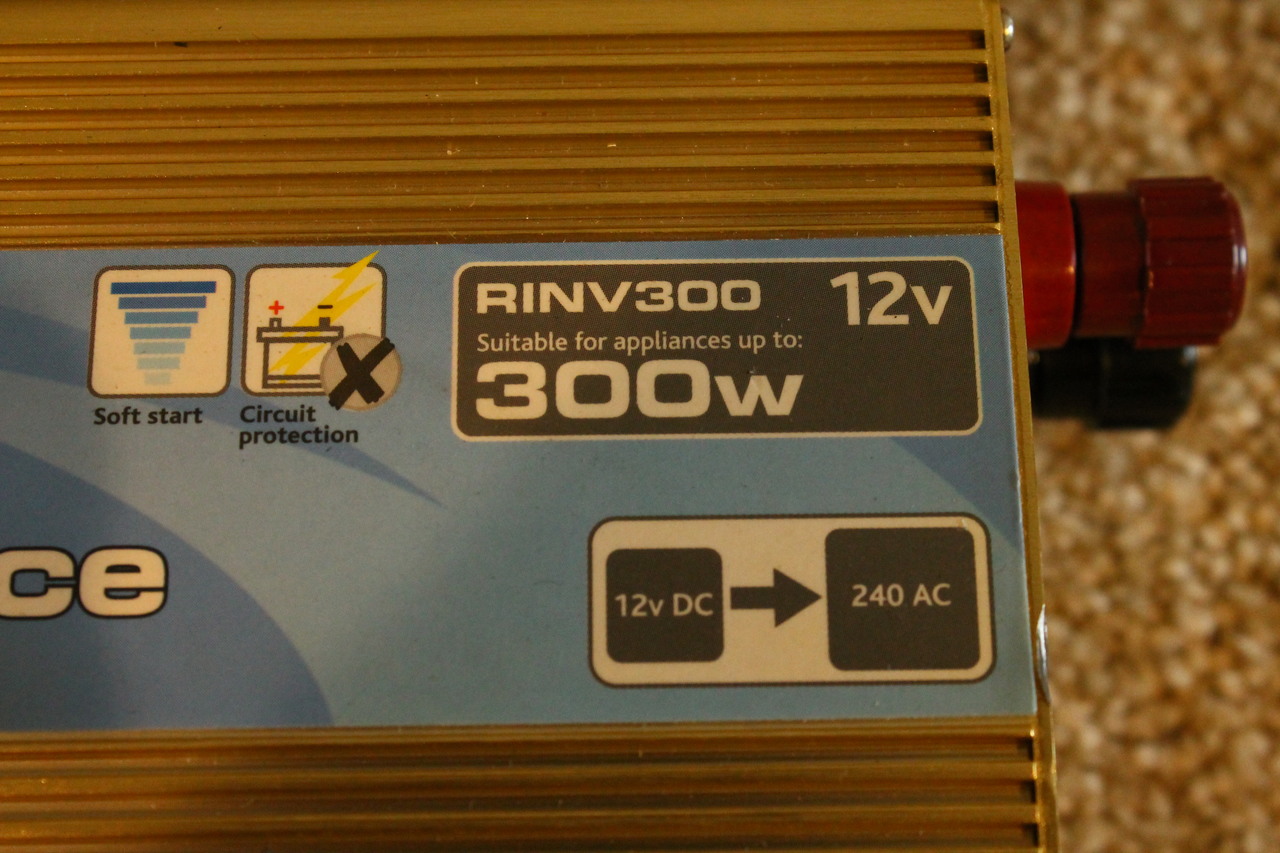 Soft start
+ -
Circuit
protection
RINV300
12v
Suitable for appliances up to:
300w
ce
12v DC
240 AC